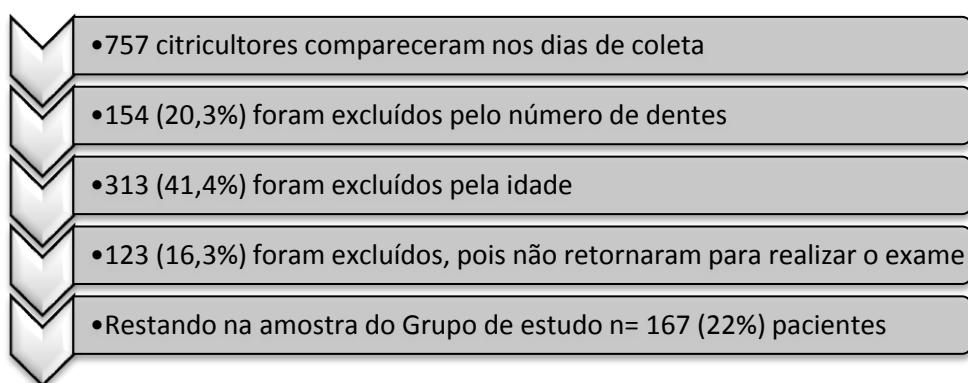 •757 citricultores compareceram nos dias de coleta
•154 (20,3%) foram excluídos pelo número de dentes
•313 (41,4%) foram excluídos pela idade
•123 (16,3%) foram excluídos, pois não retornaram para realizar o exame
•Restando na amostra do Grupo de estudo n= 167 (22%) pacientes